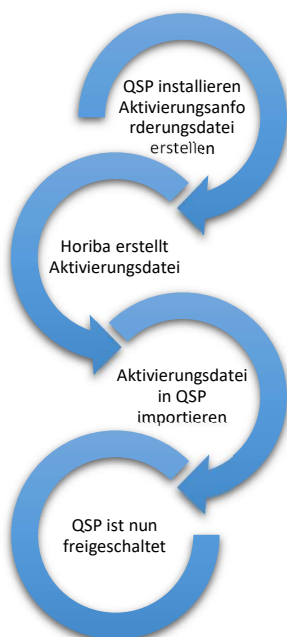 QSP installieren
Aktivierungsanfo
rderungsdatei
erstellen
Horiba erstellt
Aktivierungsdatei
Aktivierungsdatei
in QSP
importieren
QSP ist nun
freigeschaltet